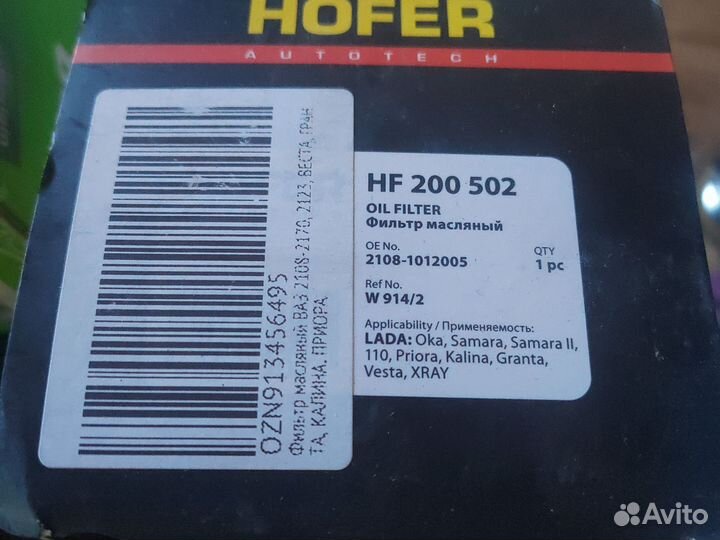 HOFER
AUTOTECH
OZN913456495
Фильтр масляный ВАЗ 2108-2170, 2123, ВЕСТА, ГРАН
ТА, КАЛИНА. ПРИОРА
HF 200 502
OIL FILTER
Фильтр масляный
OE No.
2108-1012005
QTY
1 pc
Ref No.
W 914/2
Applicability / Применяемость:
LADA: Oka, Samara, Samara II,
110, Priora, Kalina, Granta,
Vesta, XRAY
Avito